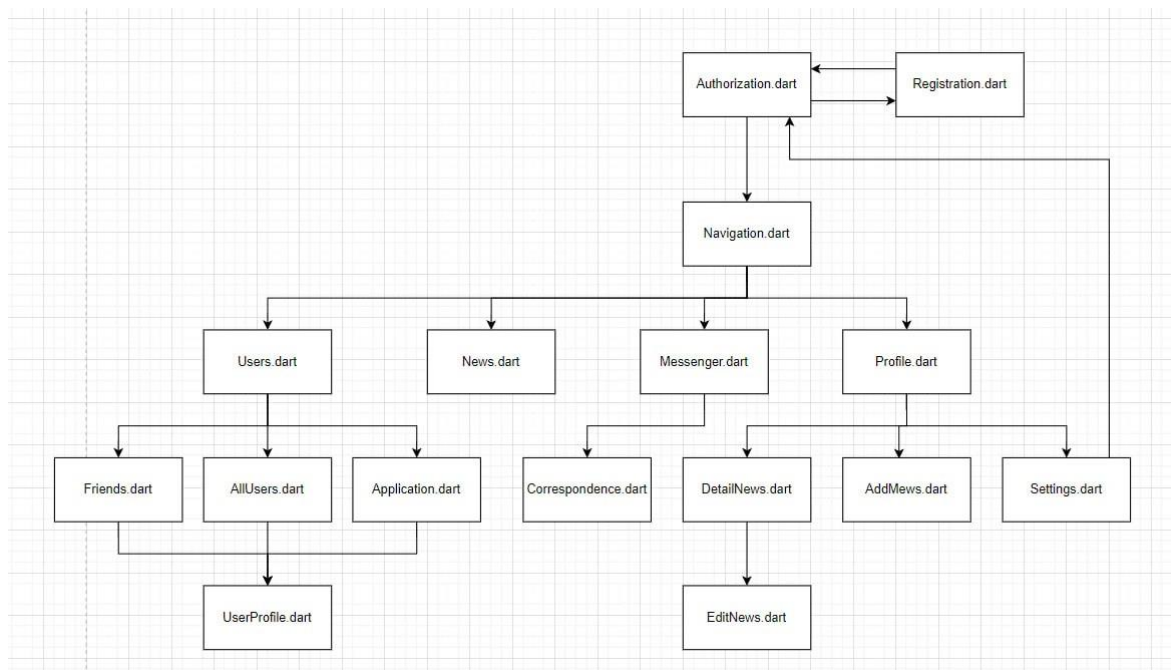 Authorization.dart
Registration.dart
Navigation.dart
Users.dart
News.dart
Messenger.dart
Profile.dart
Friends.dart
AllUsers.dart
Application.dart
Correspondence.dart
DetailNews.dart
AddMews.dart
Settings.dart
UserProfile.dart
EditNews.dart